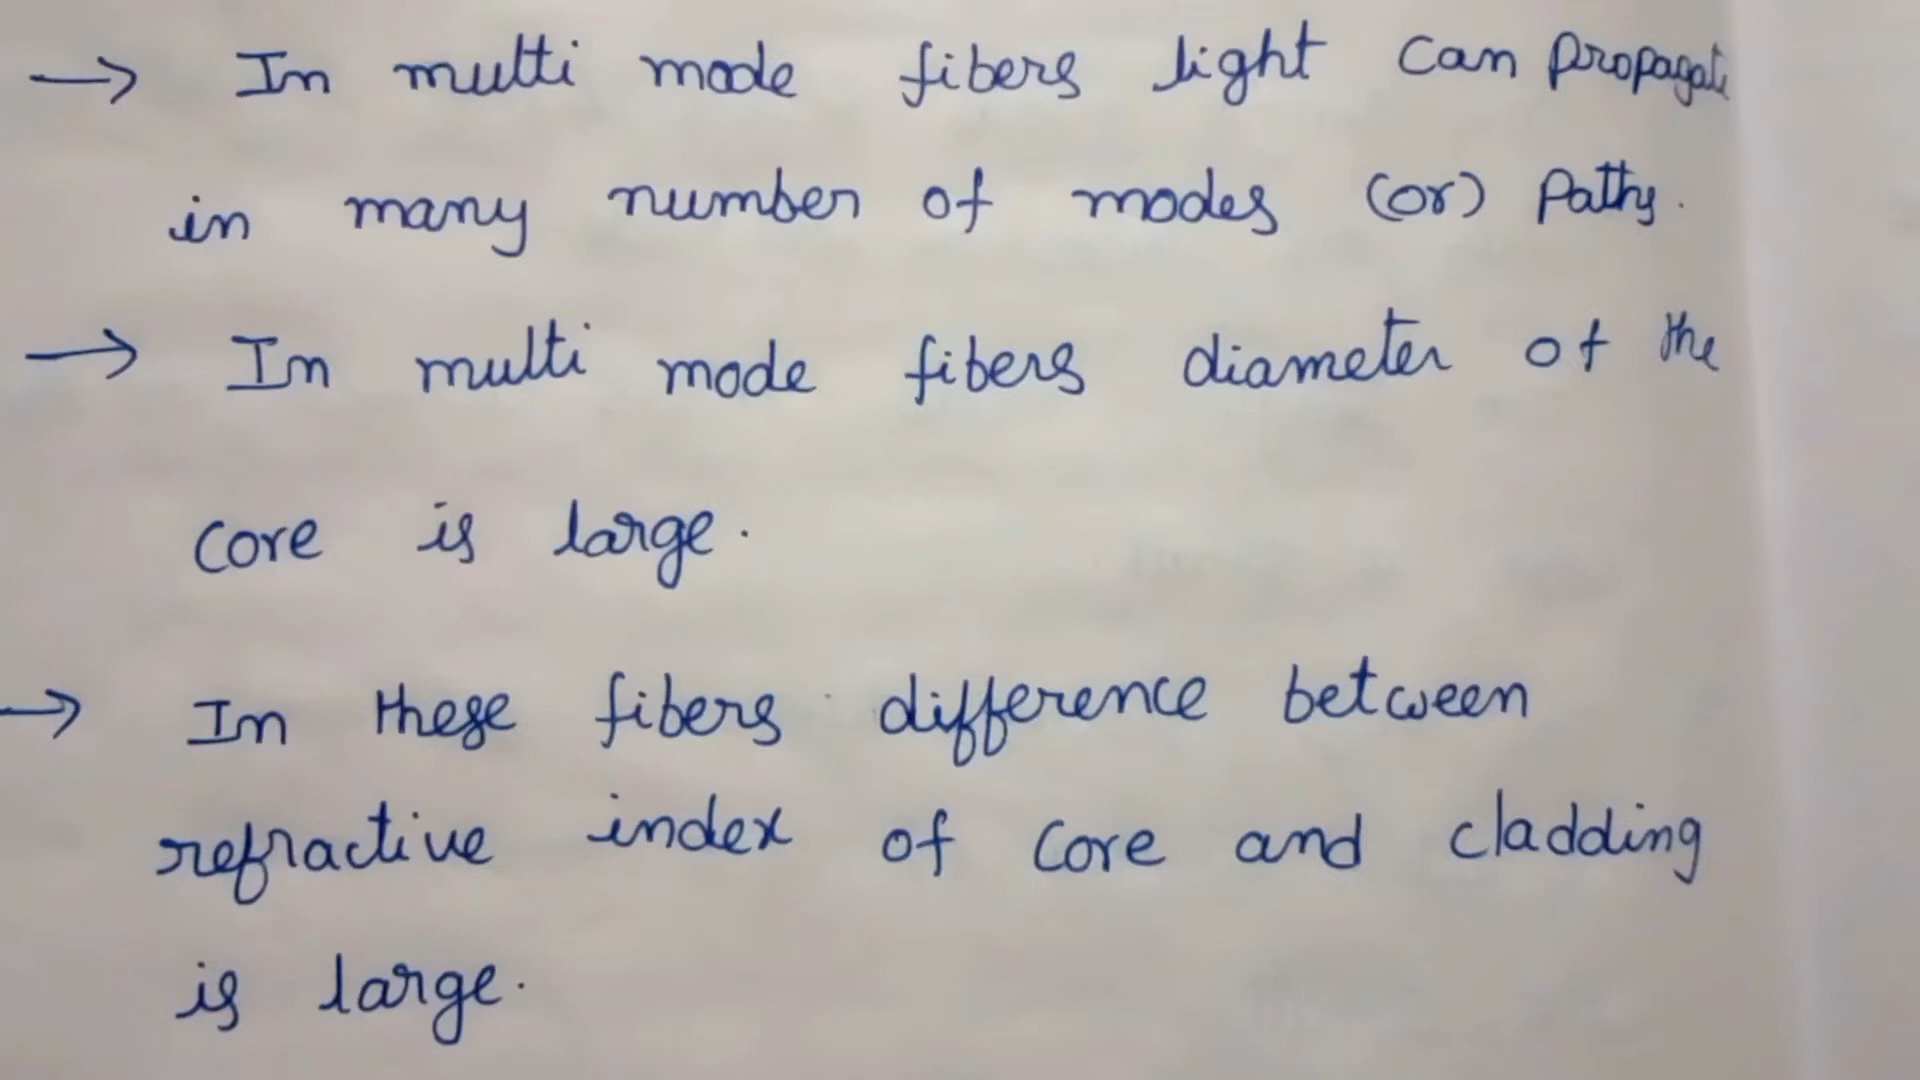 → In multi mode fibers light can propagate
in many number of modes (or) paths.
→ In multi mode fibers diameter of the
core is large.
→ In these fibers difference between
refractive index of core and cladding
is large.